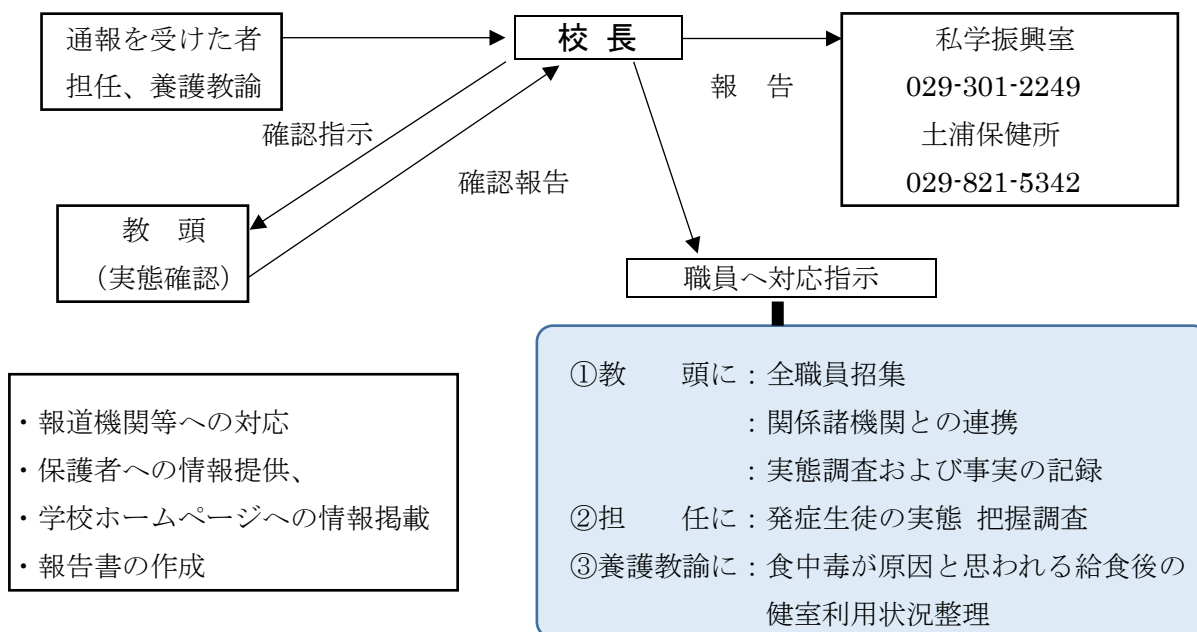 通報を受けた者
担任、養護教諭
校 長
報 告
私学振興室
029-301-2249
土浦保健所
029-821-5342
確認指示
確認報告
教 頭
（実態確認）
職員へ対応指示
・報道機関等への対応
・保護者への情報提供、
・学校ホームページへの情報掲載
・報告書の作成
①教 頭に：全職員招集
：関係諸機関との連携
：実態調査および事実の記録
②担 任に：発症生徒の実態 把握調査
③養護教諭に：食中毒が原因と思われる給食後の
健室利用状況整理